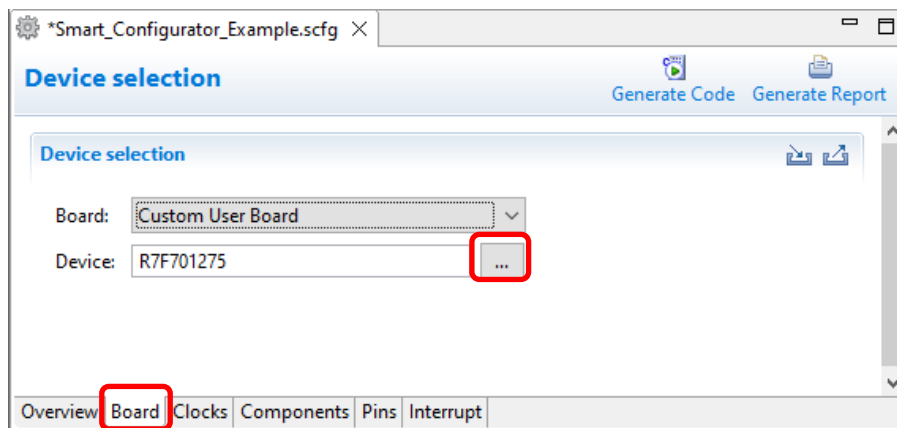 *Smart_Configurator_Example.scfg
Device selection
Generate Code Generate Report
Device selection
Board: Custom User Board
Device: R7F701275 ...
Overview Board Clocks Components Pins Interrupt